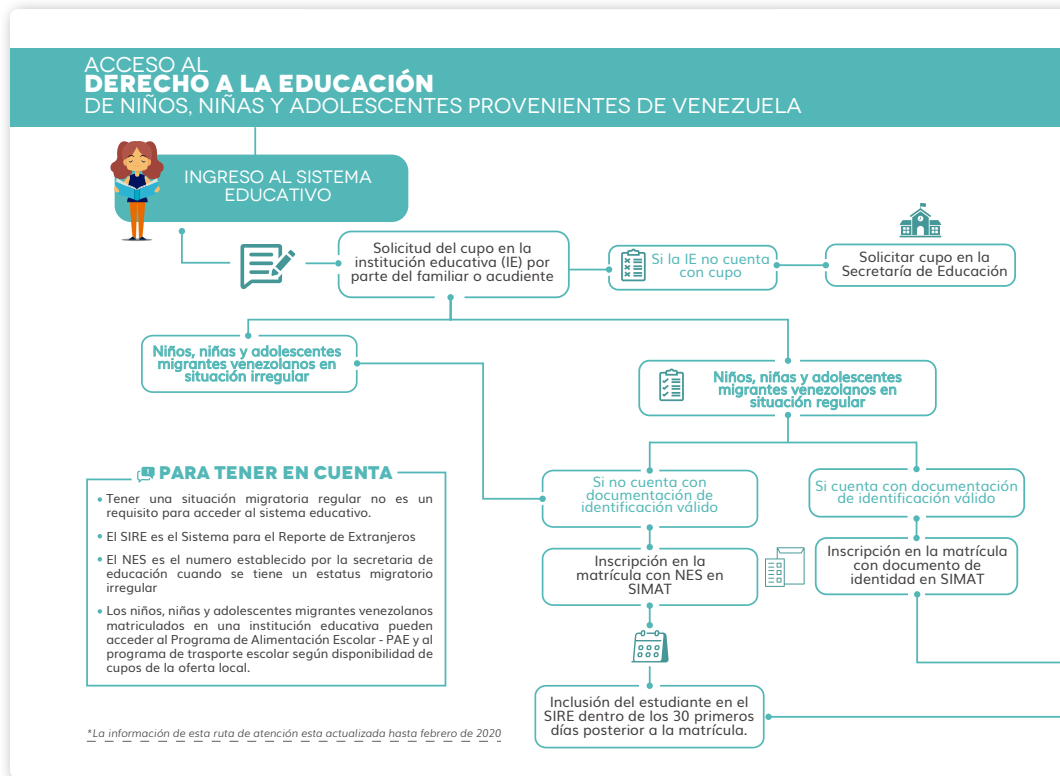 ACCESO AL
DERECHO A LA EDUCACIÓN
DE NIÑOS, NIÑAS Y ADOLESCENTES PROVENIENTES DE VENEZUELA
INGRESO AL SISTEMA
EDUCATIVO
Solicitud del cupo en la
institución educativa (IE) por
parte del familiar o acudiente
Si la IE no cuenta
con cupo
Solicitar cupo en la
Secretaría de Educación
Niños, niñas y adolescentes
migrantes venezolanos en
situación irregular
Niños, niñas y adolescentes
migrantes venezolanos en
situación regular
Si no cuenta con
documentación de
identificación válido
Si cuenta con documentación
de identificación válido
Inscripción en la
matrícula con NES en
SIMAT
Inscripción en la matrícula
con documento de
identidad en SIMAT
Inclusión del estudiante en el
SIRE dentro de los 30 primeros
días posterior a la matrícula.
PARA TENER EN CUENTA
• Tener una situación migratoria regular no es un
requisito para acceder al sistema educativo.
• El SIRE es el Sistema para el Reporte de Extranjeros
• El NES es el numero establecido por la secretaria de
educación cuando se tiene un estatus migratorio
irregular
• Los niños, niñas y adolescentes migrantes venezolanos
matriculados en una institución educativa pueden
acceder al Programa de Alimentación Escolar - PAE y al
programa de trasporte escolar según disponibilidad de
cupos de la oferta local.
*La información de esta ruta de atención esta actualizada hasta febrero de 2020